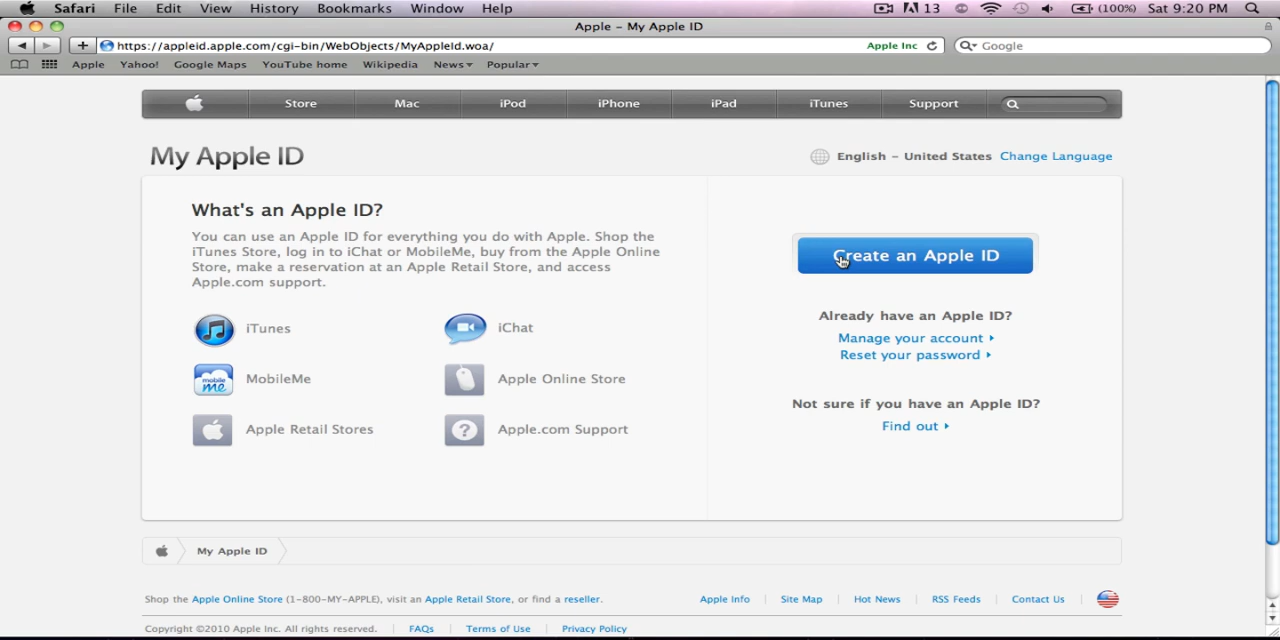 Safari File Edit View History Bookmarks Window Help 13 (100%) Sat 9:20 PM
Apple – My Apple ID
https://appleid.apple.com/cgi-bin/WebObjects/MyAppleId.woa/ Apple Inc Google
Apple Yahoo! Google Maps YouTube home Wikipedia News Popular
Store Mac iPod iPhone iPad iTunes Support
My Apple ID
English – United States Change Language
What's an Apple ID?
You can use an Apple ID for everything you do with Apple. Shop the
iTunes Store, log in to iChat or MobileMe, buy from the Apple Online
Store, make a reservation at an Apple Retail Store, and access
Apple.com support.
iTunes iChat
mobile me MobileMe Apple Online Store
Apple Retail Stores ? Apple.com Support
Create an Apple ID
Already have an Apple ID?
Manage your account
Reset your password
Not sure if you have an Apple ID?
Find out
My Apple ID
Shop the Apple Online Store (1-800-MY-APPLE), visit an Apple Retail Store, or find a reseller. Apple Info Site Map Hot News RSS Feeds Contact Us
Copyright ©2010 Apple Inc. All rights reserved. FAQs Terms of Use Privacy Policy